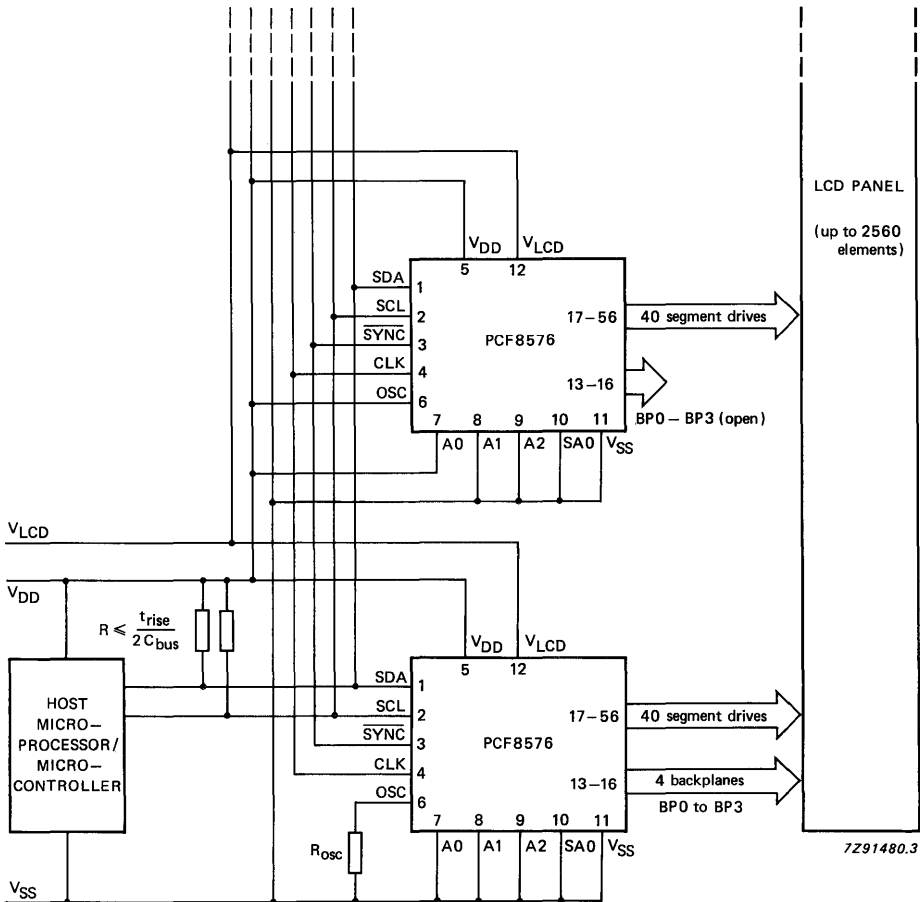 LCD PANEL
(up to 2560
elements)
VDD
VLCD
5
12
SDA
1
SCL
2
SYNC
3
CLK
4
OSC
6
PCF8576
17–56
40 segment drives
13–16
BP0 – BP3 (open)
7
8
9
10
11
A0
A1
A2
SA0
VSS
VLCD
VDD
R ⩽ trise
2 Cbus
HOST
MICRO–
PROCESSOR/
MICRO–
CONTROLLER
VDD
VLCD
5
12
SDA
1
SCL
2
SYNC
3
CLK
4
OSC
6
PCF8576
17–56
40 segment drives
13–16
4 backplanes
BP0 to BP3
7
8
9
10
11
A0
A1
A2
SA0
VSS
Rosc
VSS
7Z91480.3